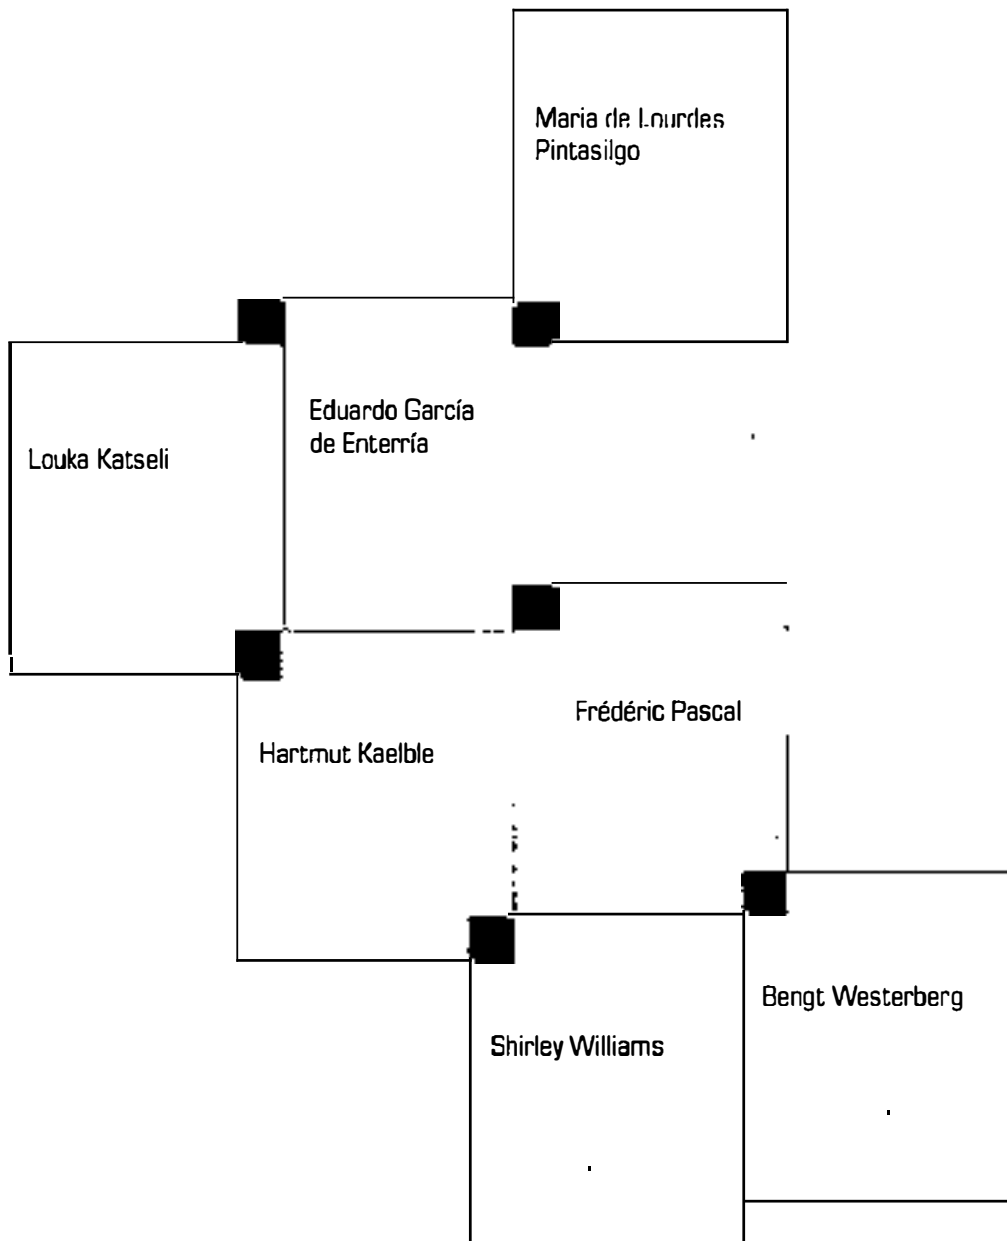 Maria de Lourdes
Pintasilgo
Eduardo García
de Enterría
Louka Katseli
Frédéric Pascal
Hartmut Kaelble
Bengt Westerberg
Shirley Williams